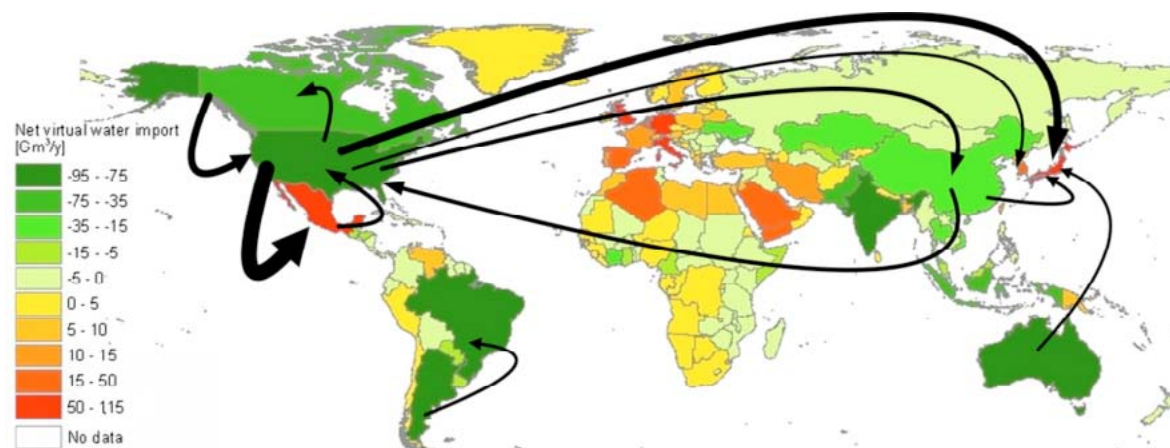 Net virtual water import
[Gm³/y]
-95 - -75
-75 - -35
-35 - -15
-15 - -5
-5 - 0
0 - 5
5 - 10
10 - 15
15 - 50
50 - 115
No data